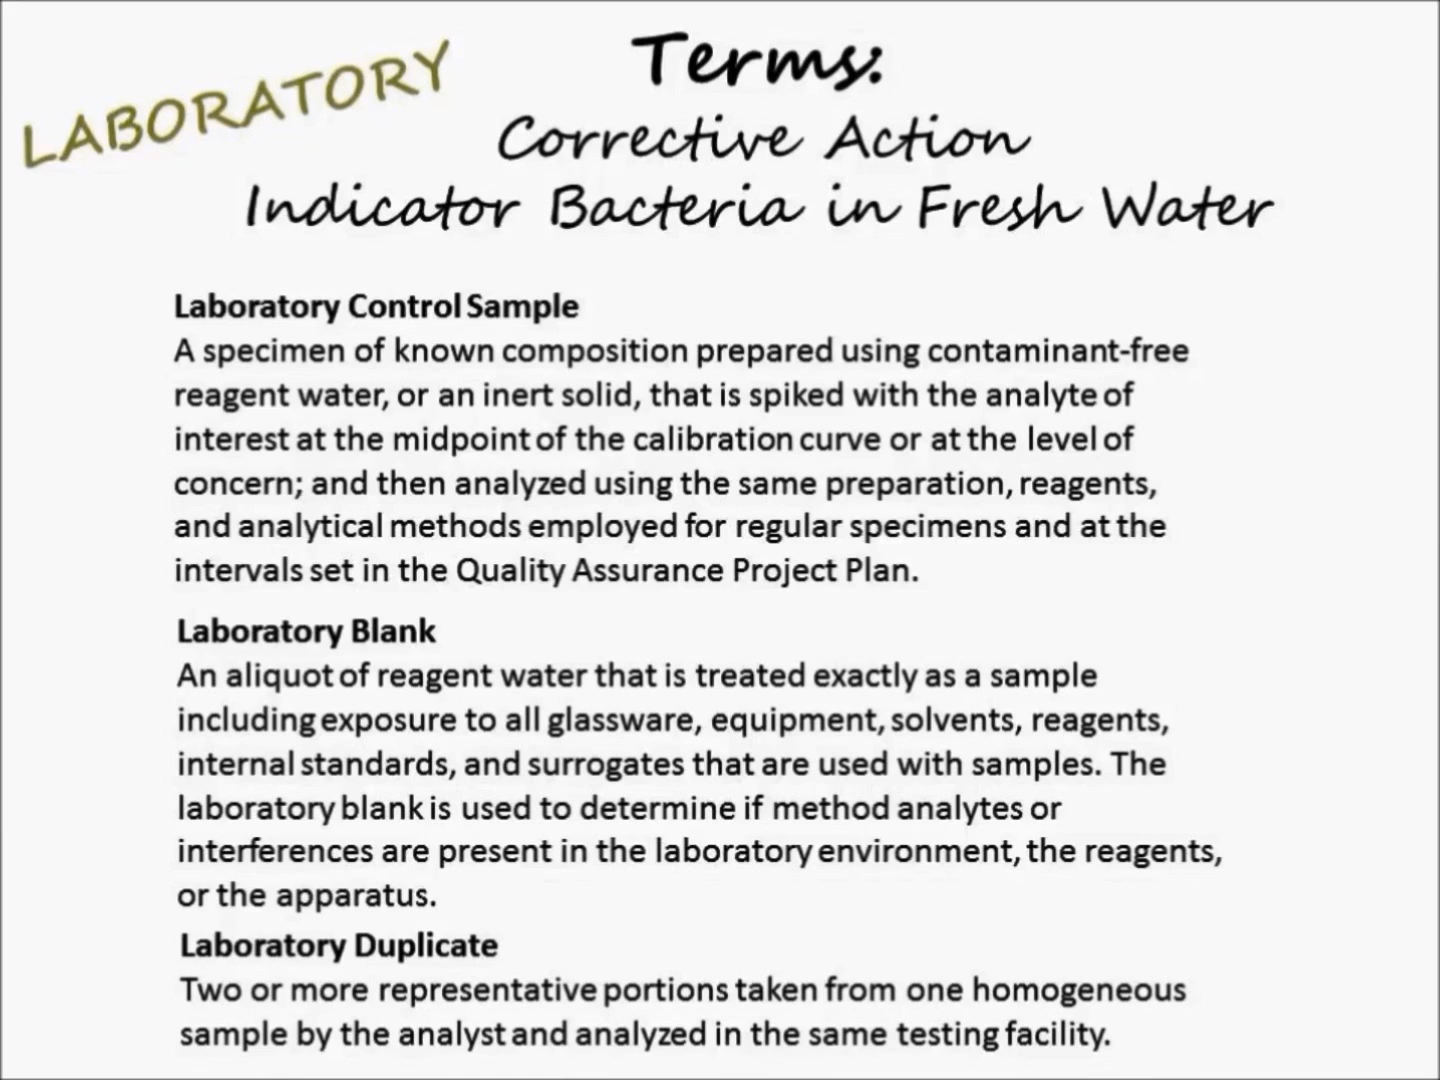 LABORATORY
Terms:
Corrective Action
Indicator Bacteria in Fresh Water
Laboratory Control Sample
A specimen of known composition prepared using contaminant-free
reagent water, or an inert solid, that is spiked with the analyte of
interest at the midpoint of the calibration curve or at the level of
concern; and then analyzed using the same preparation, reagents,
and analytical methods employed for regular specimens and at the
intervals set in the Quality Assurance Project Plan.
Laboratory Blank
An aliquot of reagent water that is treated exactly as a sample
including exposure to all glassware, equipment, solvents, reagents,
internal standards, and surrogates that are used with samples. The
laboratory blank is used to determine if method analytes or
interferences are present in the laboratory environment, the reagents,
or the apparatus.
Laboratory Duplicate
Two or more representative portions taken from one homogeneous
sample by the analyst and analyzed in the same testing facility.